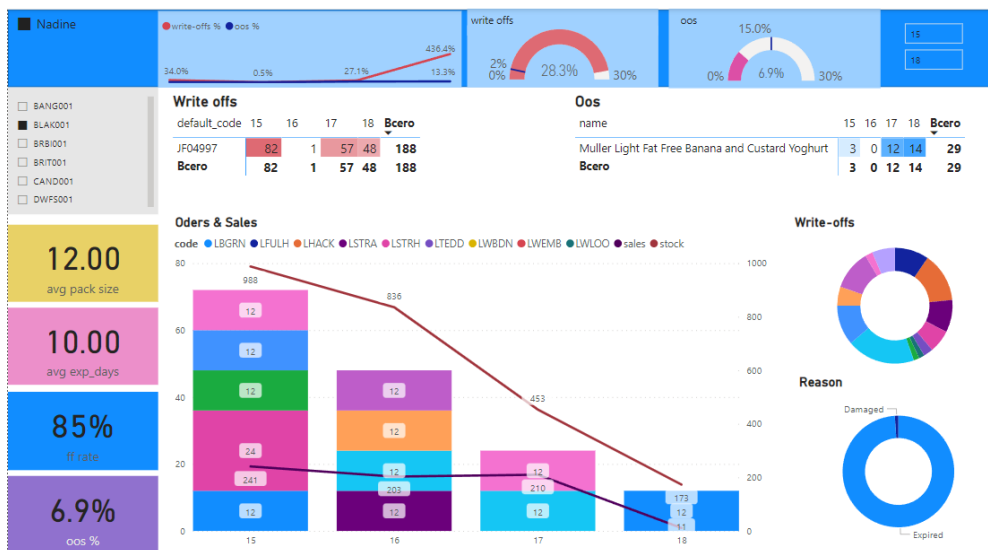 Nadine
write-offs % oos %
34.0% 0.5% 27.1% 436.4% 13.3%
write offs
2%
0% 28.3% 30%
oos
15.0%
0% 6.9% 30%
15
18
BANG001
BLAK001
BRBI001
BRIT001
CAND001
DWFS001
Write offs
default_code 15 16 17 18 Всего
JF04997 82 1 57 48 188
Всего 82 1 57 48 188
Oos
name 15 16 17 18 Всего
Muller Light Fat Free Banana and Custard Yoghurt 3 0 12 14 29
Всего 3 0 12 14 29
12.00
avg pack size
10.00
avg exp_days
85%
ff rate
6.9%
oos %
Oders & Sales
code LBGRN LFULH LHACK LSTRA LSTRH LTEDD LWBDN LWEMB LWLOO sales stock
80 1000
988
836
12
60 800
12
600
12 12
40 453
12 400
24 12 12
20 241 203 210 173 200
12 12 12 12
11
0 0
15 16 17 18
Write-offs
Reason
Damaged
Expired